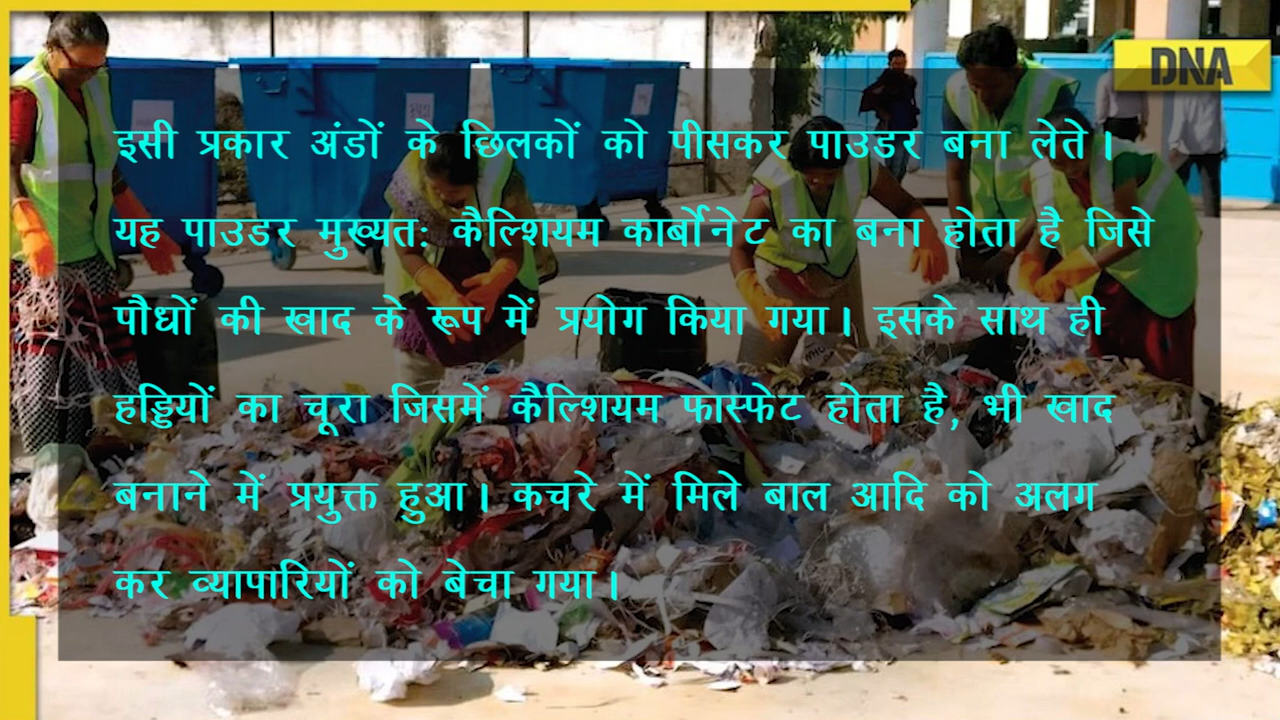 DNA
इसी प्रकार अंडों के छिलकों को पीसकर पाउडर बना लेते।
यह पाउडर मुख्यत: कैल्शियम कार्बोनेट का बना होता है जिसे
पौधों की खाद के रूप में प्रयोग किया गया। इसके साथ ही
हड्डियों का चूरा जिसमें कैल्शियम फास्फेट होता है, भी खाद
बनाने में प्रयुक्त हुआ। कचरे में मिले बाल आदि को अलग
कर व्यापारियों को बेचा गया।